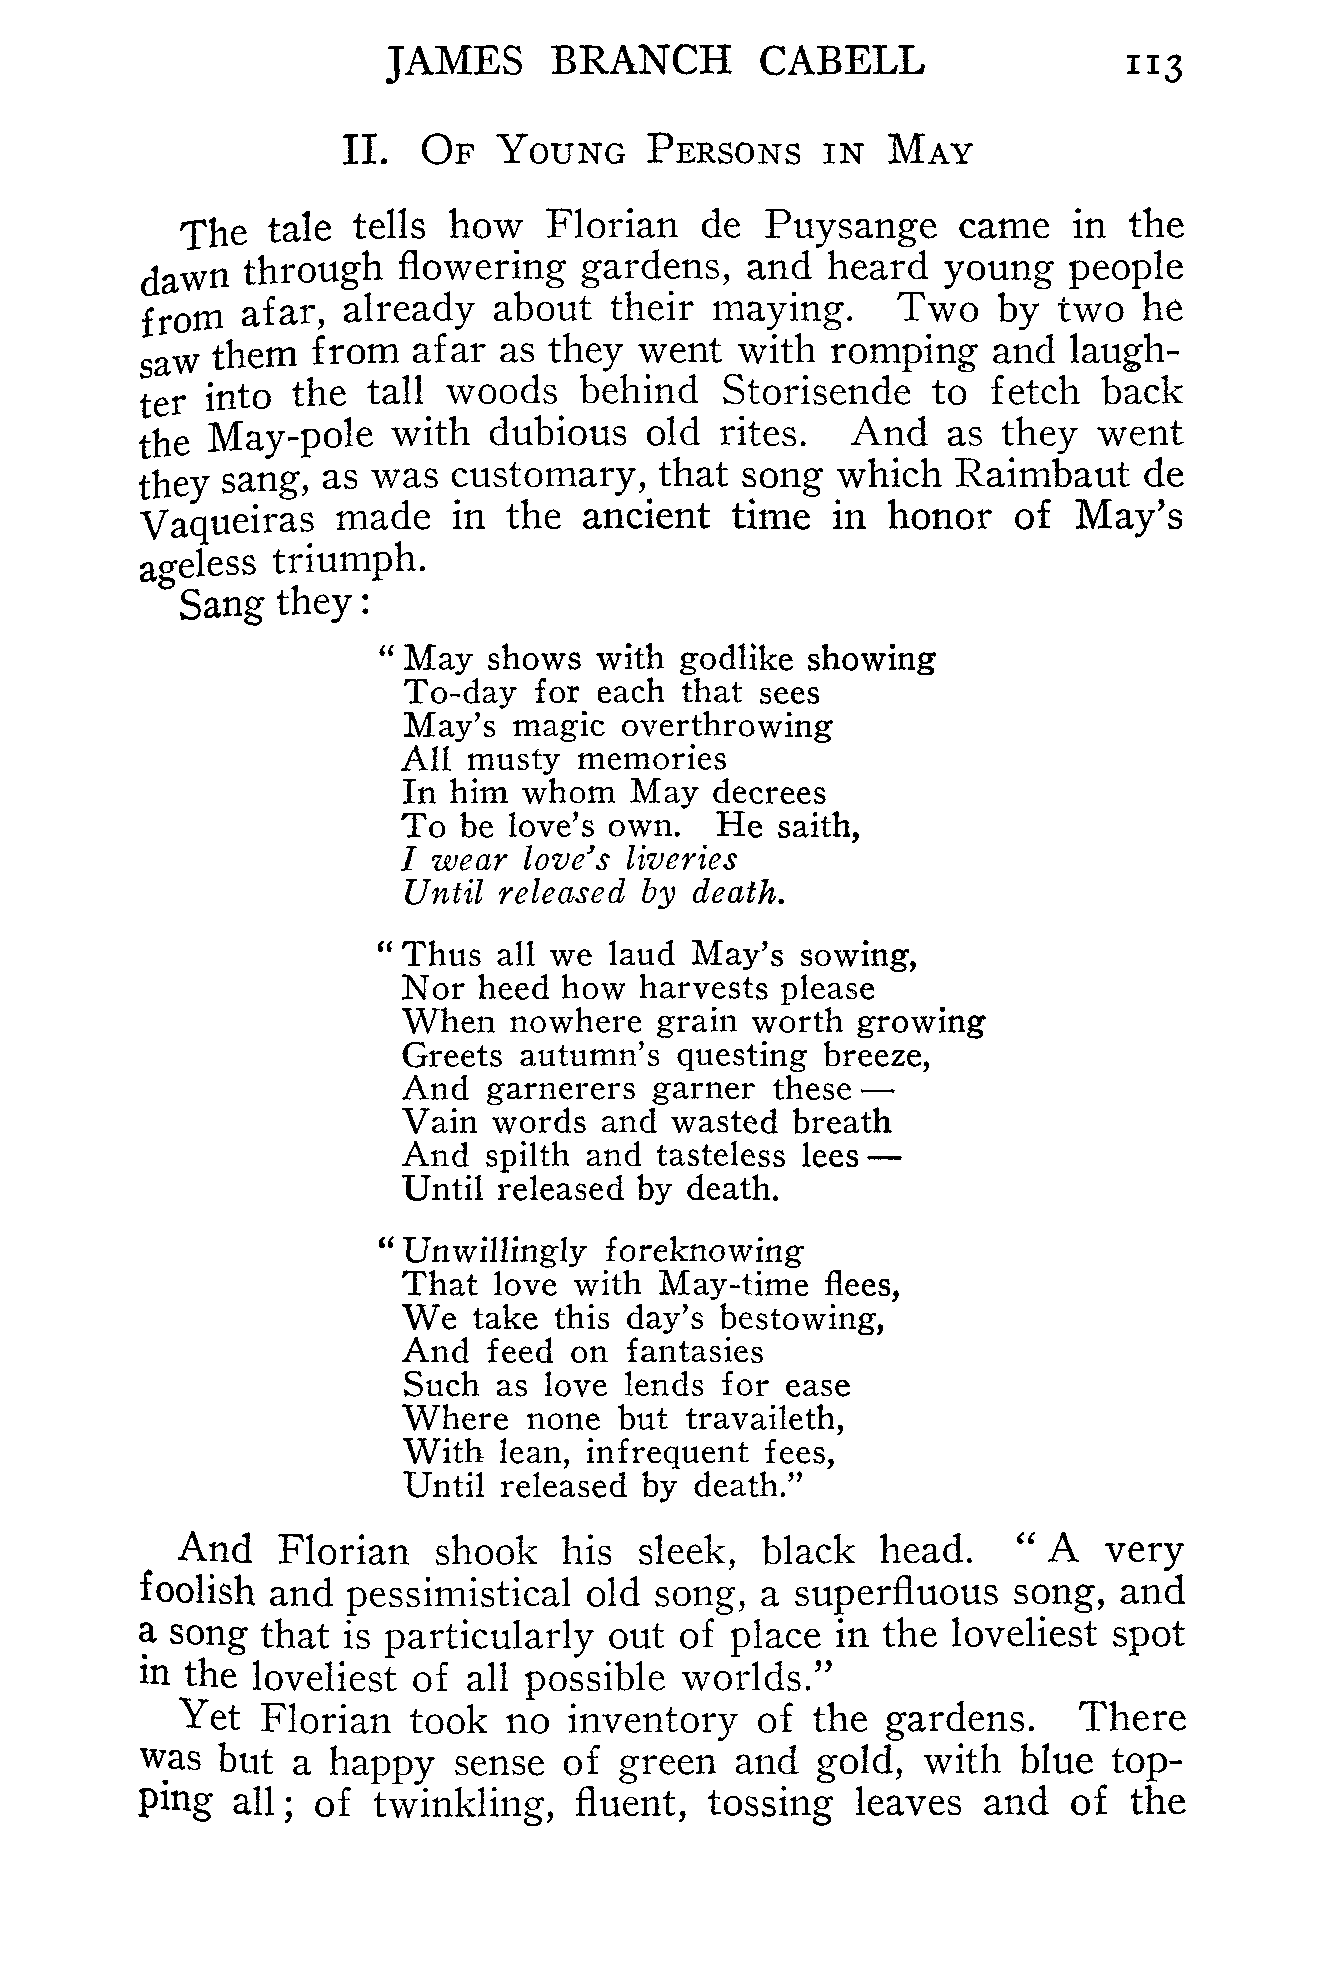 JAMES BRANCH CABELL 113
II. OF YOUNG PERSONS IN MAY
The tale tells how Florian de Puysange came in the
dawn through flowering gardens, and heard young people
from afar, already about their maying. Two by two he
saw them from afar as they went with romping and laugh-
ter into the tall woods behind Storisende to fetch back
the May-pole with dubious old rites. And as they went
they sang, as was customary, that song which Raimbaut de
Vaqueiras made in the ancient time in honor of May's
ageless triumph.
Sang they:
"May shows with godlike showing
To-day for each that sees
May's magic overthrowing
All musty memories
In him whom May decrees
To be love's own. He saith,
I wear love's liveries
Until released by death.
"Thus all we laud May's sowing,
Nor heed how harvests please
When nowhere grain worth growing
Greets autumn's questing breeze,
And garnerers garner these —
Vain words and wasted breath
And spilth and tasteless lees —
Until released by death.
"Unwillingly foreknowing
That love with May-time flees,
We take this day's bestowing,
And feed on fantasies
Such as love lends for ease
Where none but travaileth,
With lean, infrequent fees,
Until released by death."
And Florian shook his sleek, black head. "A very
foolish and pessimistical old song, a superfluous song, and
a song that is particularly out of place in the loveliest spot
in the loveliest of all possible worlds."
Yet Florian took no inventory of the gardens. There
was but a happy sense of green and gold, with blue top-
ping all; of twinkling, fluent, tossing leaves and of the